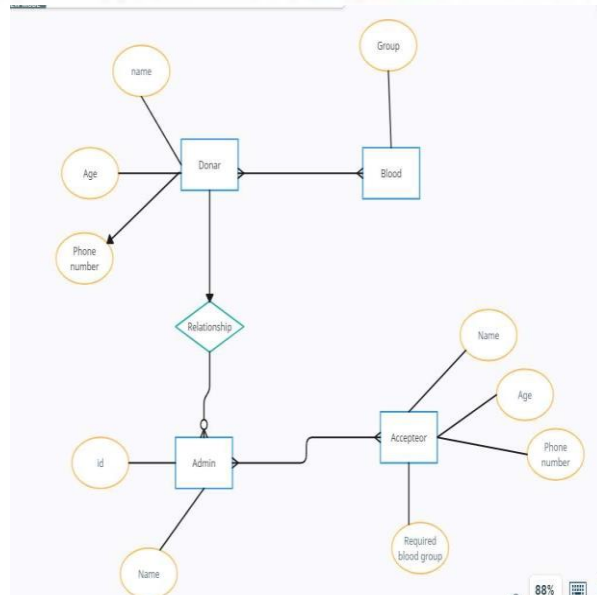 Group
name
Donar
Blood
Age
Phone
number
Relationship
Name
Age
Accepteor
Phone
number
id
Admin
Required
blood group
Name
88%